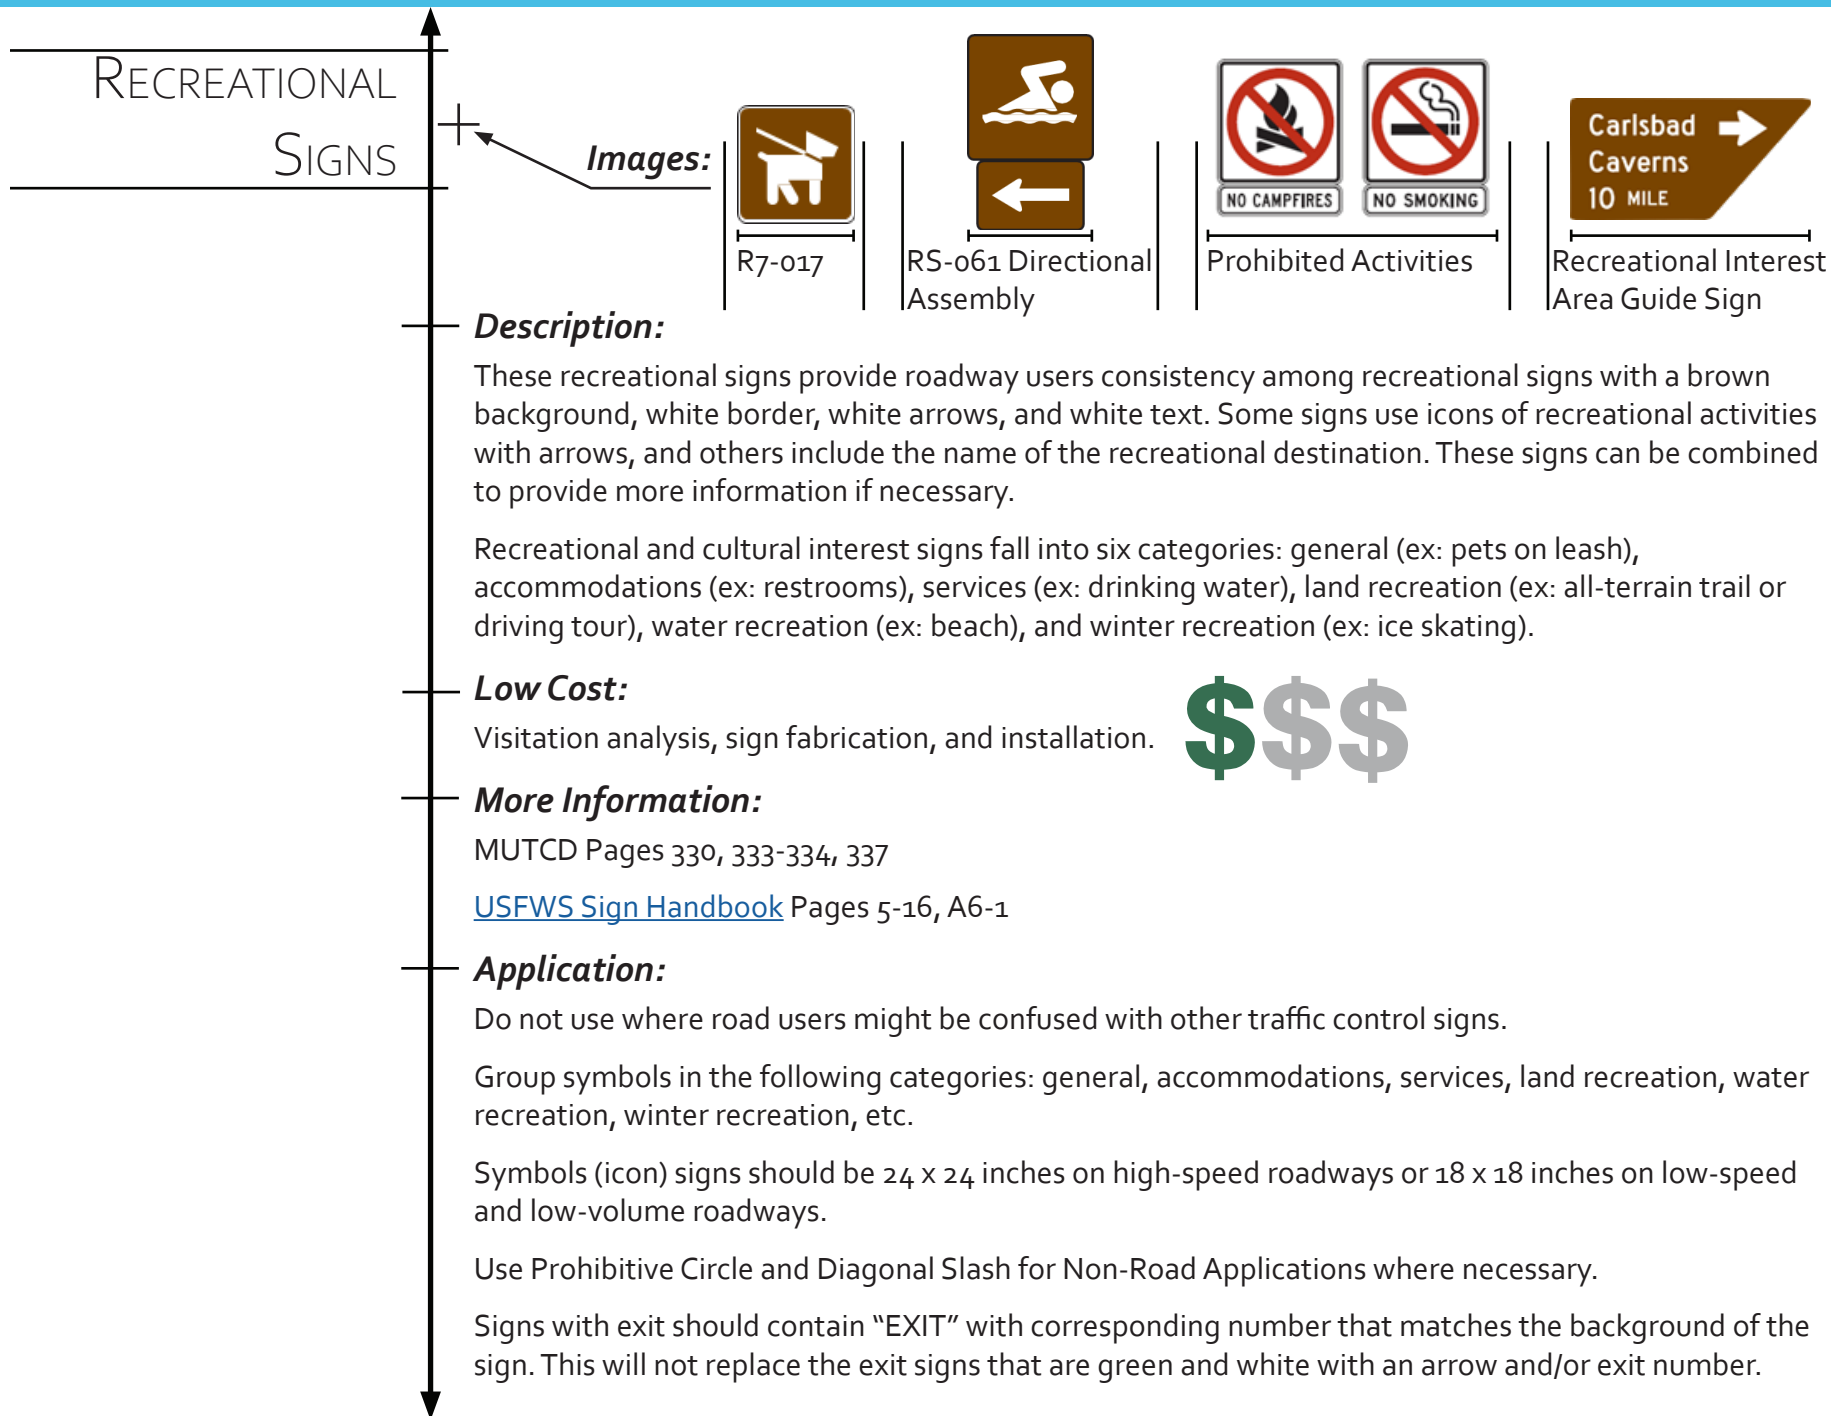 RECREATIONAL
SIGNS
Images:
NO CAMPFIRES
NO SMOKING
Carlsbad
Caverns
10 MILE
R7-017
RS-061 Directional
Assembly
Prohibited Activities
Recreational Interest
Area Guide Sign
Description:
These recreational signs provide roadway users consistency among recreational signs with a brown
background, white border, white arrows, and white text. Some signs use icons of recreational activities
with arrows, and others include the name of the recreational destination. These signs can be combined
to provide more information if necessary.
Recreational and cultural interest signs fall into six categories: general (ex: pets on leash),
accommodations (ex: restrooms), services (ex: drinking water), land recreation (ex: all-terrain trail or
driving tour), water recreation (ex: beach), and winter recreation (ex: ice skating).
Low Cost:
Visitation analysis, sign fabrication, and installation.
$$$
More Information:
MUTCD Pages 330, 333-334, 337
USFWS Sign Handbook Pages 5-16, A6-1
Application:
Do not use where road users might be confused with other traffic control signs.
Group symbols in the following categories: general, accommodations, services, land recreation, water
recreation, winter recreation, etc.
Symbols (icon) signs should be 24 x 24 inches on high-speed roadways or 18 x 18 inches on low-speed
and low-volume roadways.
Use Prohibitive Circle and Diagonal Slash for Non-Road Applications where necessary.
Signs with exit should contain “EXIT” with corresponding number that matches the background of the
sign. This will not replace the exit signs that are green and white with an arrow and/or exit number.